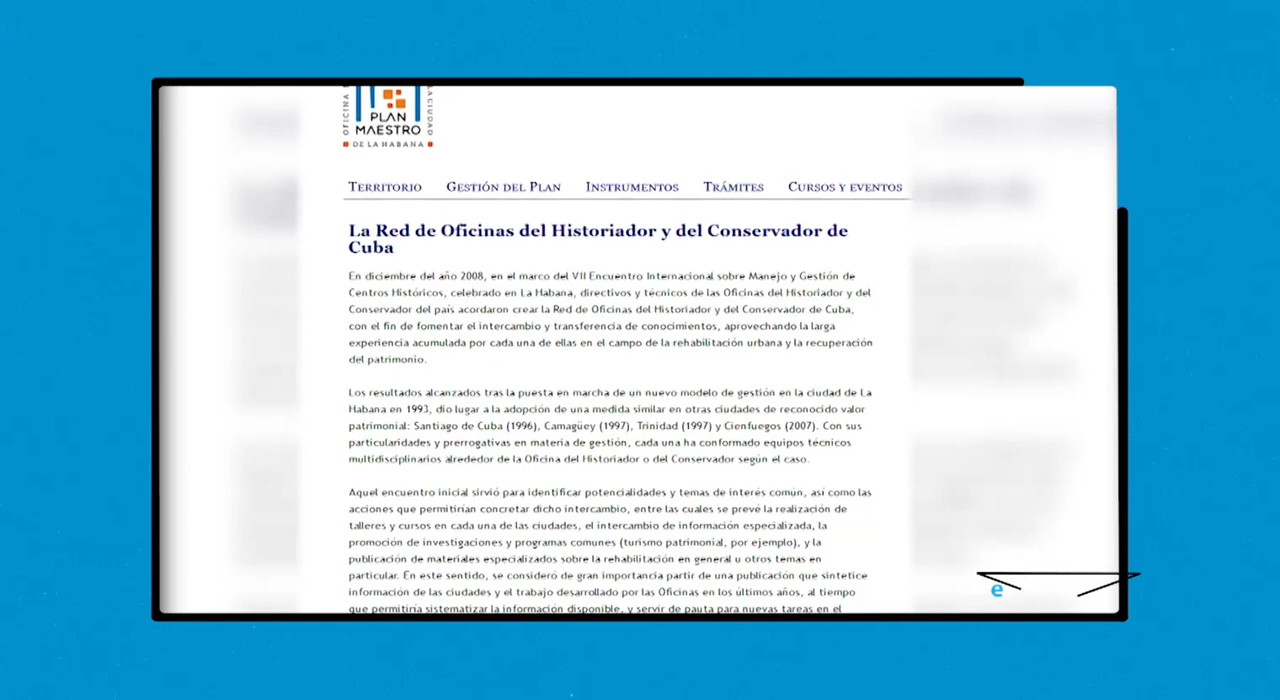 OFICINA
PLAN
MAESTRO
DE LA HABANA
LA CIUDAD
Territorio Gestión del Plan Instrumentos Trámites Cursos y eventos
La Red de Oficinas del Historiador y del Conservador de
Cuba
En diciembre del año 2008, en el marco del VII Encuentro Internacional sobre Manejo y Gestión de
Centros Históricos, celebrado en La Habana, directivos y técnicos de las Oficinas del Historiador y del
Conservador del país acordaron crear la Red de Oficinas del Historiador y del Conservador de Cuba,
con el fin de fomentar el intercambio y transferencia de conocimientos, aprovechando la larga
experiencia acumulada por cada una de ellas en el campo de la rehabilitación urbana y la recuperación
del patrimonio.
Los resultados alcanzados tras la puesta en marcha de un nuevo modelo de gestión en la ciudad de La
Habana en 1993, dio lugar a la adopción de una medida similar en otras ciudades de reconocido valor
patrimonial: Santiago de Cuba (1996), Camagüey (1997), Trinidad (1997) y Cienfuegos (2007). Con sus
particularidades y prerrogativas en materia de gestión, cada una ha conformado equipos técnicos
multidisciplinarios alrededor de la Oficina del Historiador o del Conservador según el caso.
Aquel encuentro inicial sirvió para identificar potencialidades y temas de interés común, así como las
acciones que permitirían concretar dicho intercambio, entre las cuales se prevé la realización de
talleres y cursos en cada una de las ciudades, el intercambio de información especializada, la
promoción de investigaciones y programas comunes (turismo patrimonial, por ejemplo), y la
publicación de materiales especializados sobre la rehabilitación en general u otros temas en
particular. En este sentido, se consideró de gran importancia partir de una publicación que sintetice
información de las ciudades y el trabajo desarrollado por las Oficinas en los últimos años, al tiempo
que permitiría sistematizar la información disponible, y servir de pauta para nuevas tareas en el
e